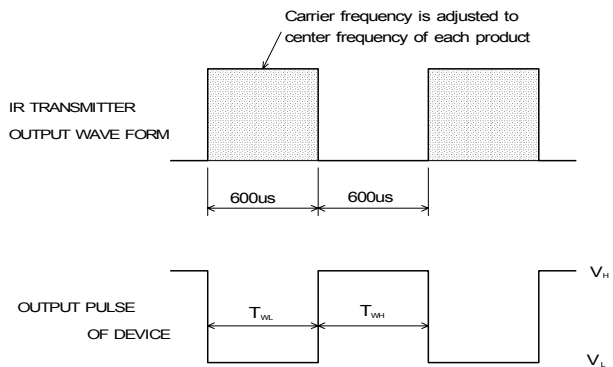 Carrier frequency is adjusted to
center frequency of each product
IR TRANSMITTER
OUTPUT WAVE FORM
600us 600us
VH
OUTPUT PULSE
OF DEVICE
TWL TWH
VL